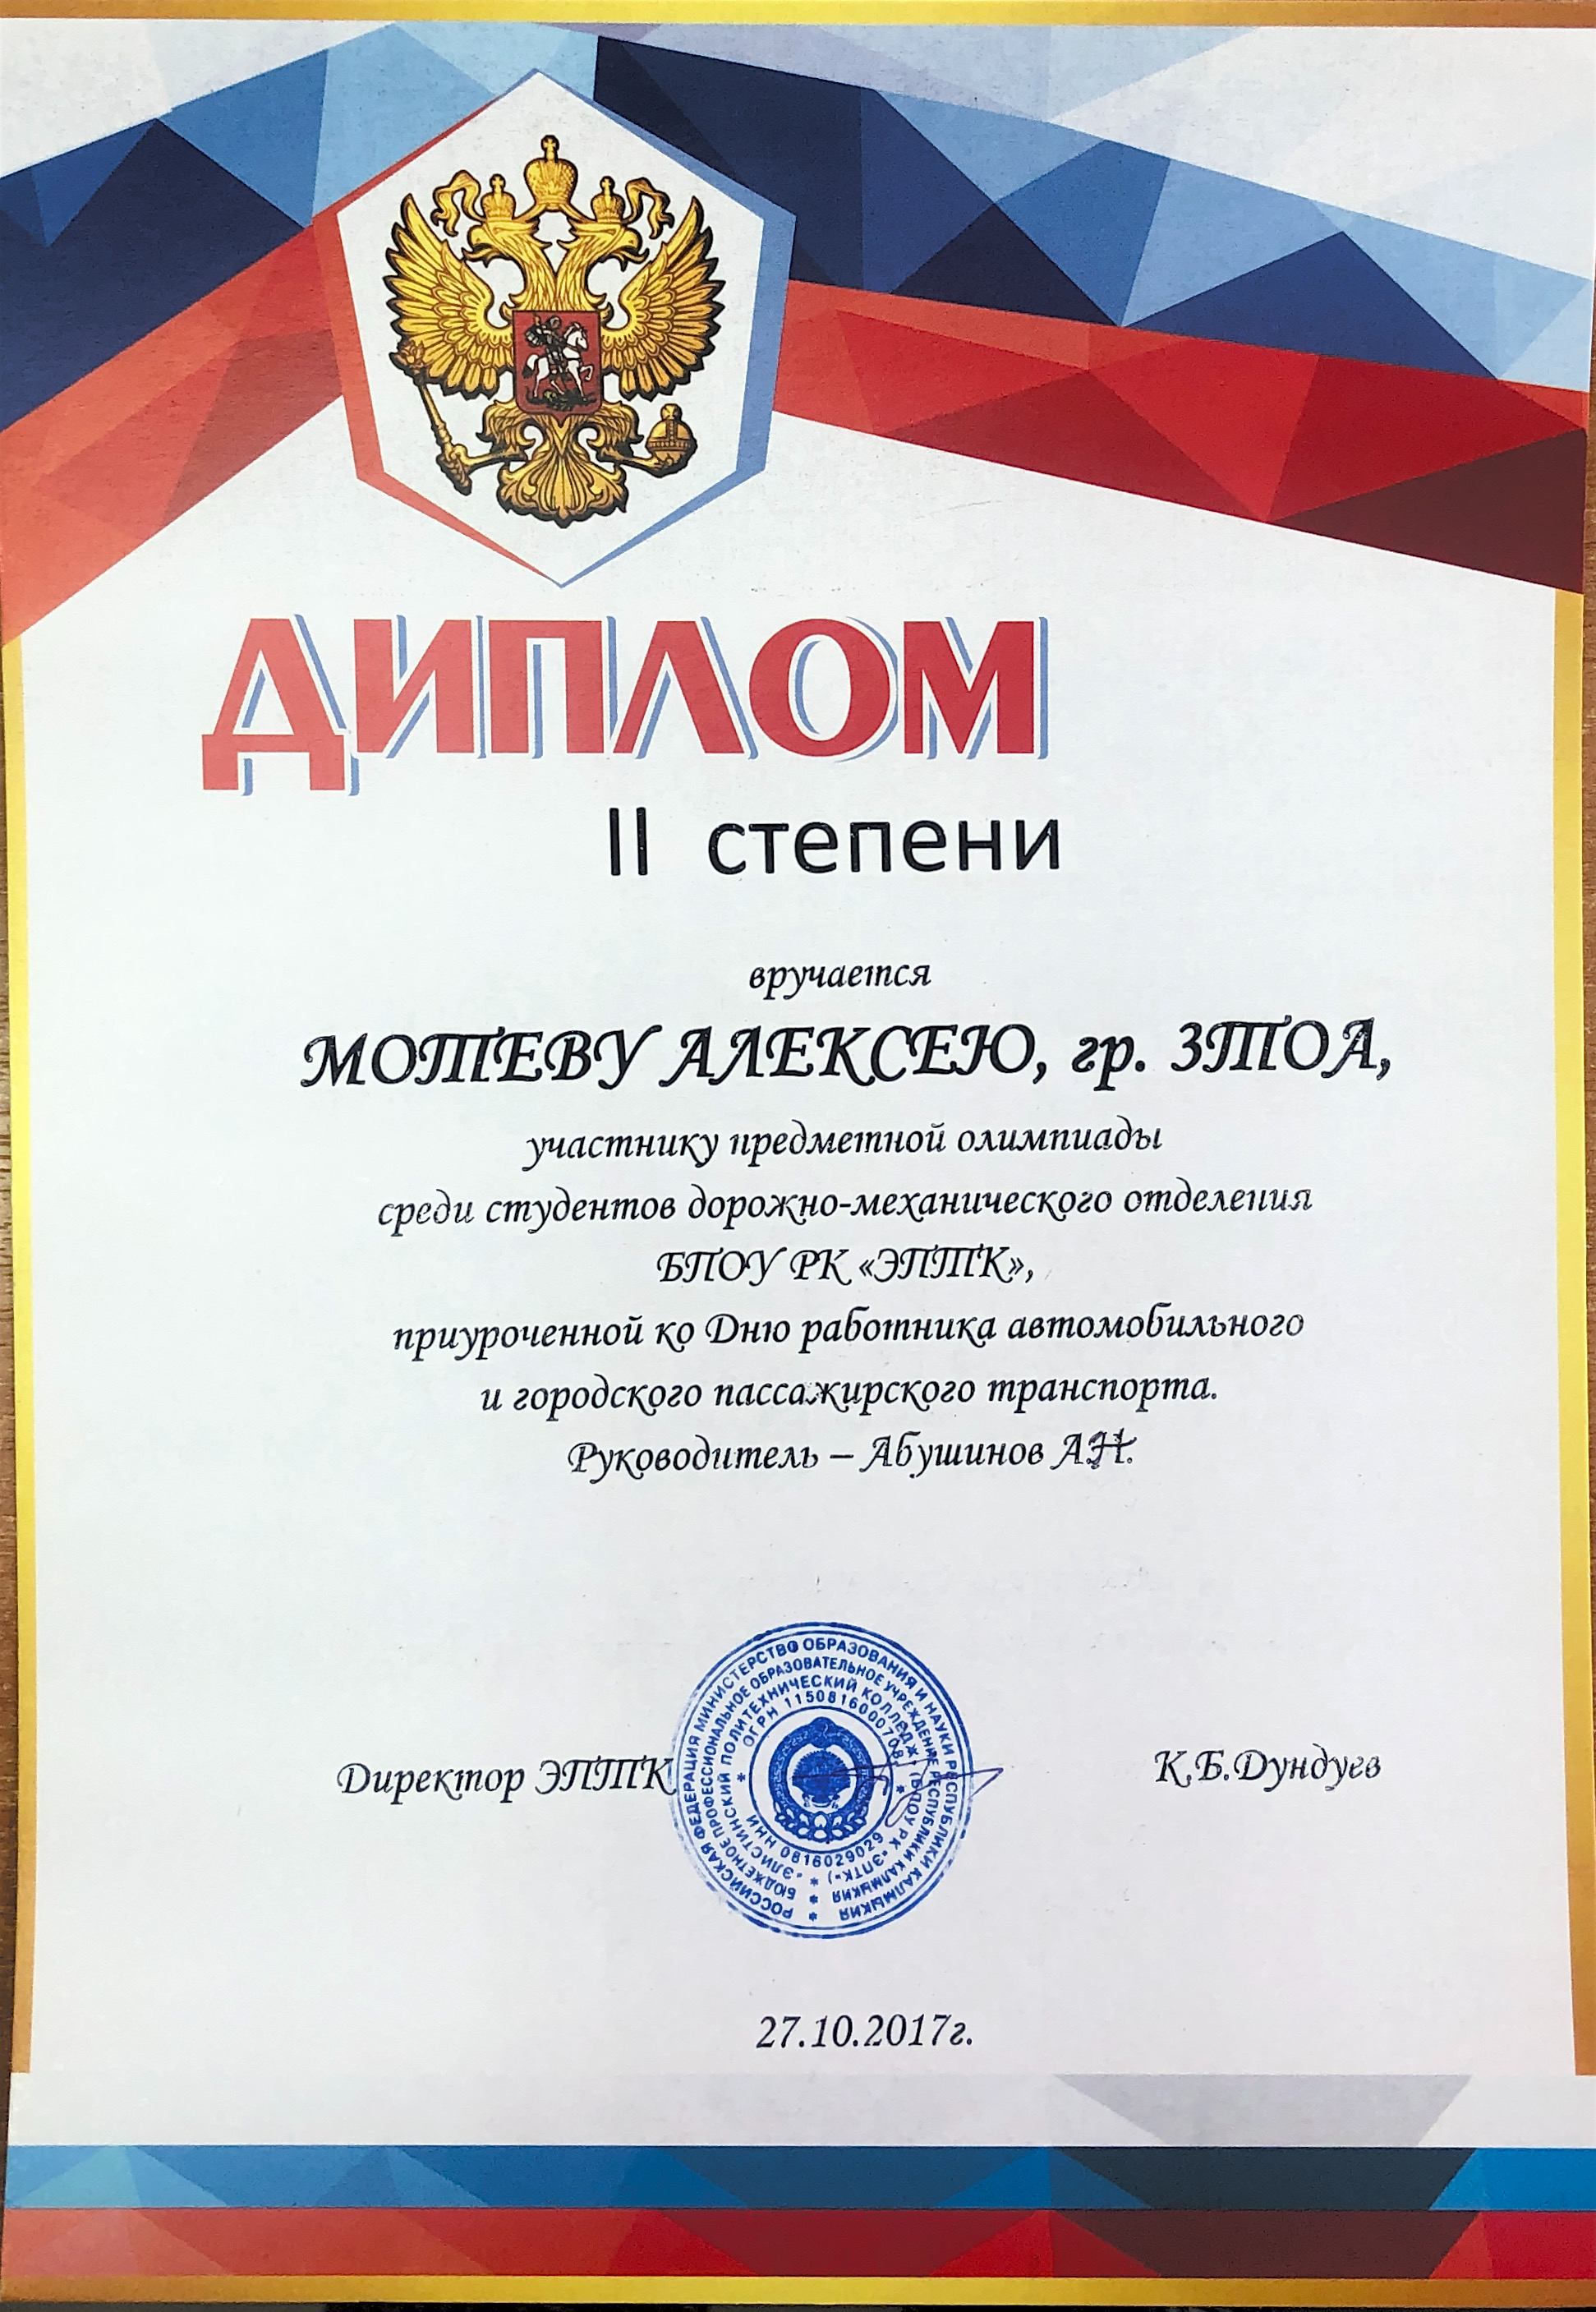 ДИПЛОМ
II степени
вручается
МОТЕВУ АЛЕКСЕЮ, гр. 3ТОА,
участнику предметной олимпиады
среди студентов дорожно-механического отделения
БПОУ РК «ЭПТК»,
приуроченной ко Дню работника автомобильного
и городского пассажирского транспорта.
Руководитель – Абушинов
Директор ЭПТК
К.Б.Дундуев
РОССИЙСКАЯ ФЕДЕРАЦИЯ МИНИСТЕРСТВО ОБРАЗОВАНИЯ И НАУКИ РЕСПУБЛИКИ КАЛМЫКИЯ *
БЮДЖЕТНОЕ ПРОФЕССИОНАЛЬНОЕ ОБРАЗОВАТЕЛЬНОЕ УЧРЕЖДЕНИЕ РЕСПУБЛИКИ КАЛМЫКИЯ *
"ЭЛИСТИНСКИЙ ПОЛИТЕХНИЧЕСКИЙ КОЛЛЕДЖ" (БПОУ РК "ЭПТК") *
* ОГРН 1150816000708 *
ИНН 0816029029
27.10.2017г.